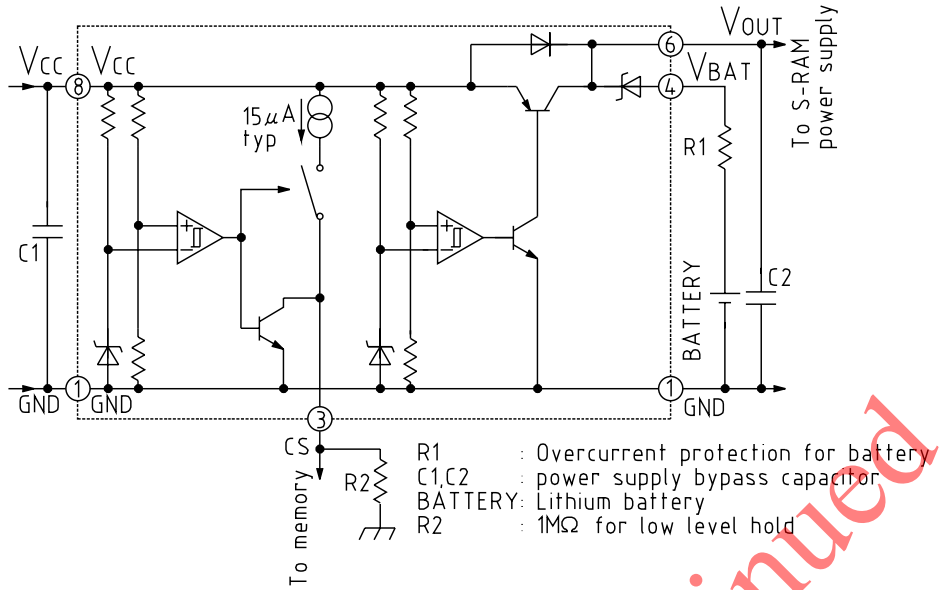 VOUT
6
VCC
VCC
VBAT
8
4
To S-RAM
power supply
15μA
typ
R1
+
−
+
−
C1
C2
BATTERY
1
1
GND
GND
GND
3
CS
R2
To memory
R1 : Overcurrent protection for battery
C1,C2 : power supply bypass capacitor
BATTERY: Lithium battery
R2 : 1MΩ for low level hold
inued